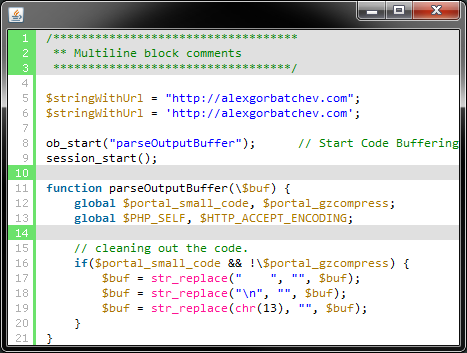 1 /*******************************************
2 ** Multiline block comments
3 **********************************/
4
5 $stringWithUrl = "http://alexgorbatchev.com";
6 $stringWithUrl = 'http://alexgorbatchev.com';
7
8 ob_start("parseOutputBuffer");      // Start Code Buffering
9 session_start();
10
11 function parseOutputBuffer(\$buf) {
12     global $portal_small_code, $portal_gzcompress;
13     global $PHP_SELF, $HTTP_ACCEPT_ENCODING;
14
15     // cleaning out the code.
16     if($portal_small_code && !\$portal_gzcompress) {
17         $buf = str_replace("    ", "", $buf);
18         $buf = str_replace("\n", "", $buf);
19         $buf = str_replace(chr(13), "", $buf);
20     }
21 }